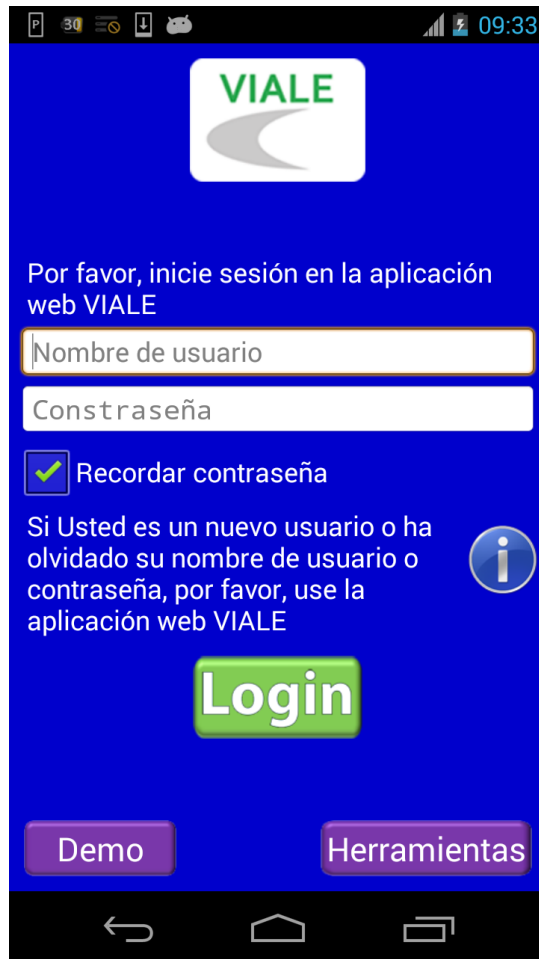 P 30 09:33
VIALE
Por favor, inicie sesión en la aplicación
web VIALE
Nombre de usuario
Constraseña
Recordar contraseña
Si Usted es un nuevo usuario o ha
olvidado su nombre de usuario o
contraseña, por favor, use la
aplicación web VIALE
i
Login
Demo Herramientas